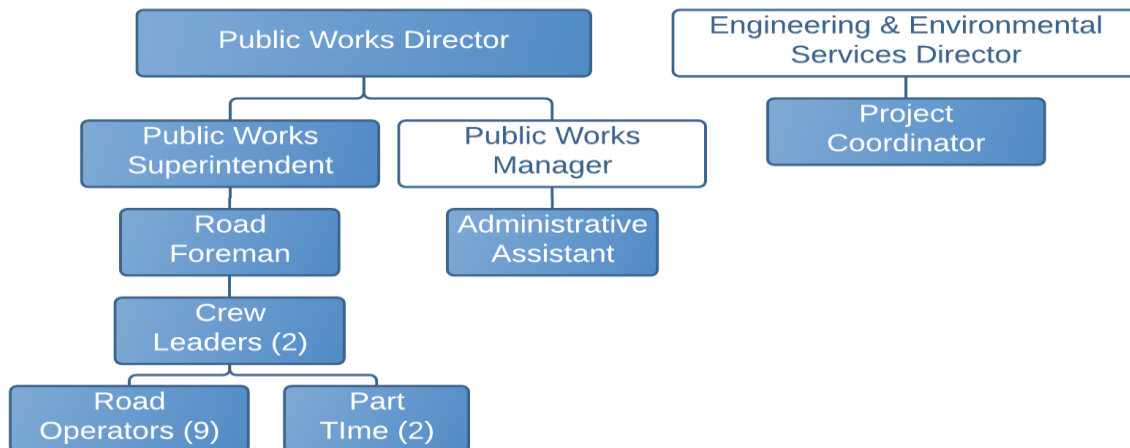 Public Works Director
Engineering & Environmental
Services Director
Public Works
Superintendent
Public Works
Manager
Project
Coordinator
Road
Foreman
Administrative
Assistant
Crew
Leaders (2)
Road
Operators (9)
Part
TIme (2)